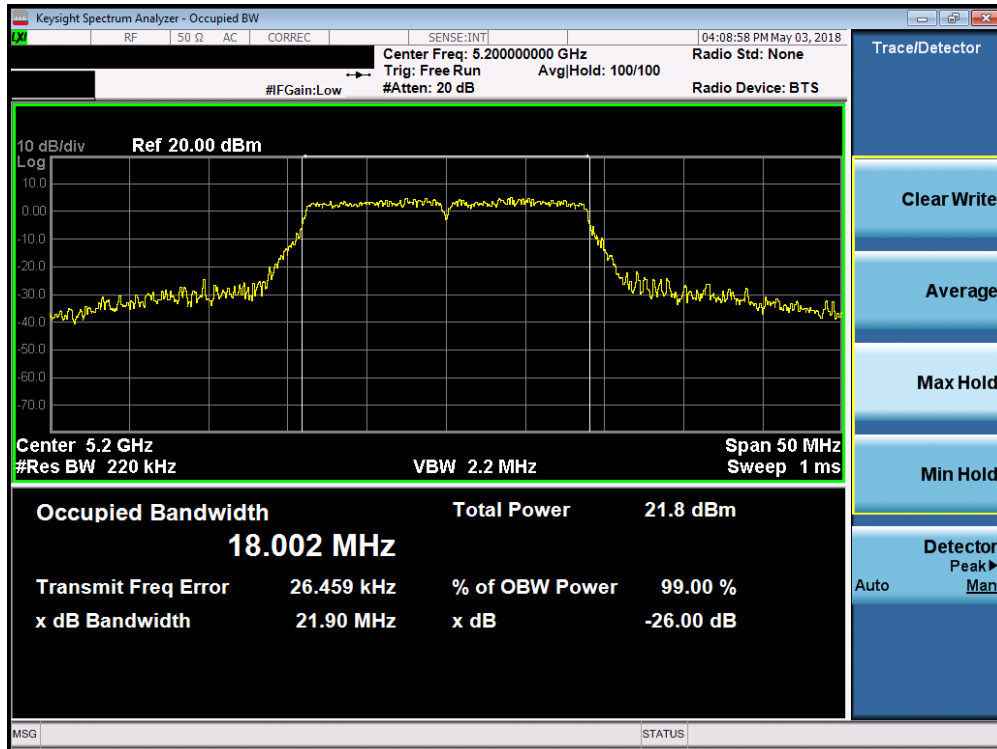 Keysight Spectrum Analyzer - Occupied BW
LXI RF 50 Ω AC CORREC SENSE:INT 04:08:58 PM May 03, 2018
Center Freq: 5.200000000 GHz Radio Std: None
Trig: Free Run Avg|Hold: 100/100
#IFGain:Low #Atten: 20 dB Radio Device: BTS
Trace/Detector
10 dB/div Ref 20.00 dBm
Log
10.0
0.00
-10.0
-20.0
-30.0
-40.0
-50.0
-60.0
-70.0
Center 5.2 GHz Span 50 MHz
#Res BW 220 kHz VBW 2.2 MHz Sweep 1 ms
Occupied Bandwidth Total Power 21.8 dBm
18.002 MHz
Transmit Freq Error 26.459 kHz % of OBW Power 99.00 %
x dB Bandwidth 21.90 MHz x dB -26.00 dB
Clear Write
Average
Max Hold
Min Hold
Detector
Peak▶
Auto Man
MSG STATUS